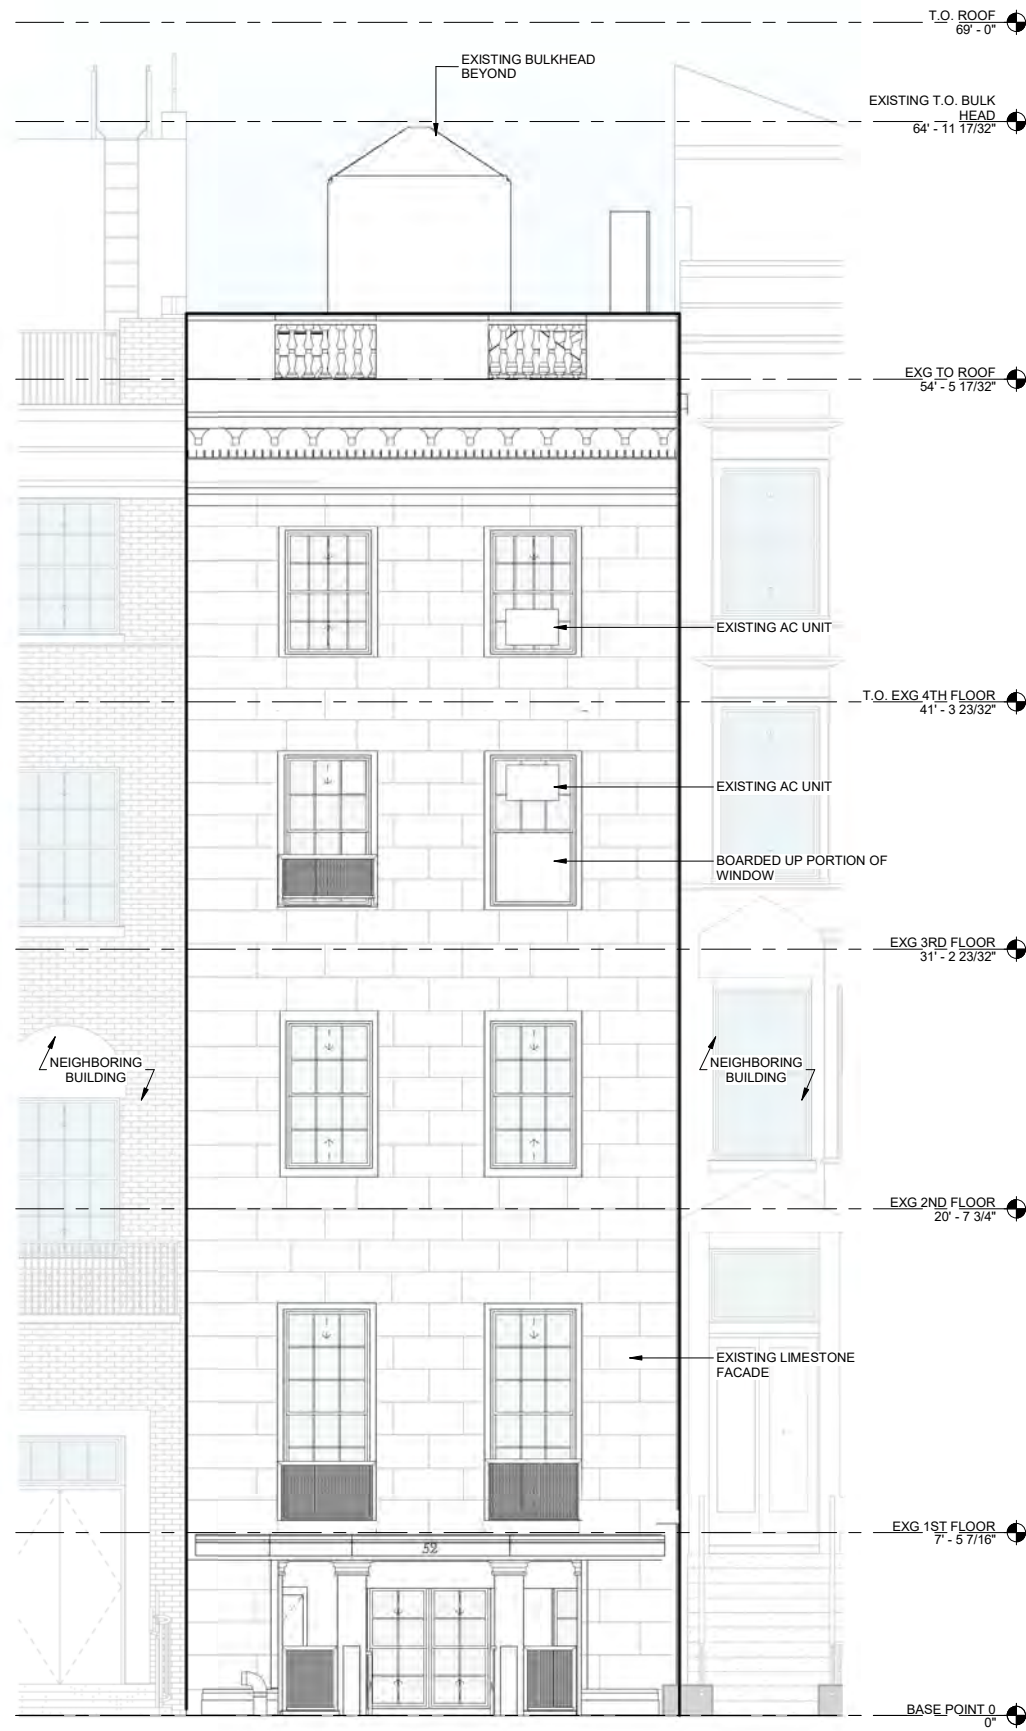 T.O. ROOF
69' - 0"
EXISTING BULKHEAD
BEYOND
EXISTING T.O. BULK
HEAD
64' - 11 17/32"
EXG TO ROOF
54' - 5 17/32"
EXISTING AC UNIT
T.O. EXG 4TH FLOOR
41' - 3 23/32"
EXISTING AC UNIT
BOARDED UP PORTION OF
WINDOW
EXG 3RD FLOOR
31' - 2 23/32"
NEIGHBORING
BUILDING
NEIGHBORING
BUILDING
EXG 2ND FLOOR
20' - 7 3/4"
EXISTING LIMESTONE
FACADE
EXG 1ST FLOOR
7' - 5 7/16"
52
BASE POINT 0
0"